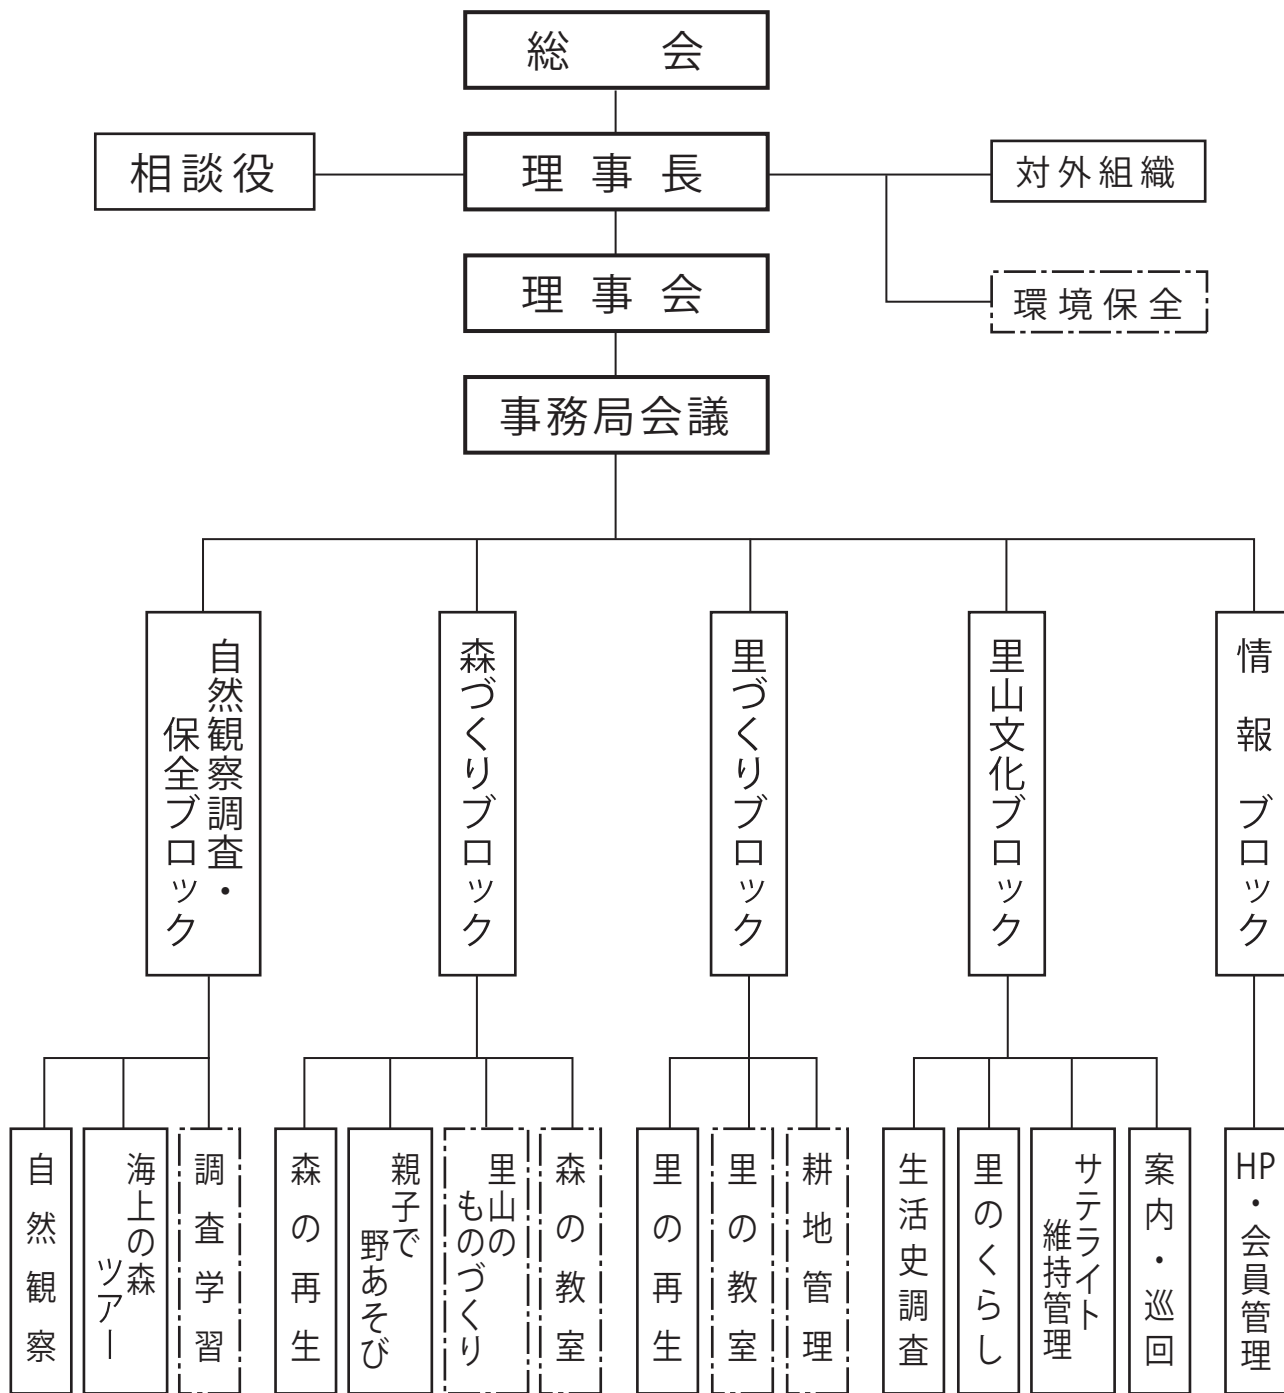 総　会
相談役
理事長
対外組織
理事会
環境保全
事務局会議
自然観察調査・
保全ブロック
森づくりブロック
里づくりブロック
里山文化ブロック
情報ブロック
自然観察
海上の森
ツアー
調査学習
森の再生
親子で
野あそび
里山の
ものづくり
森の教室
里の再生
里の教室
耕地管理
生活史調査
里のくらし
サテライト
維持管理
案内・巡回
HP・会員管理